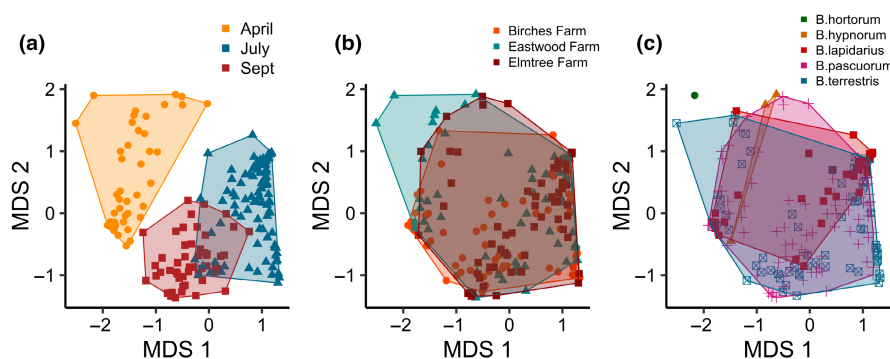 (a)
April
July
Sept
2
1
0
−1
MDS 2
−2 −1 0 1
MDS 1
(b)
Birches Farm
Eastwood Farm
Elmtree Farm
2
1
0
−1
MDS 2
−2 −1 0 1
MDS 1
(c)
B.hortorum
B.hypnorum
B.lapidarius
B.pascuorum
B.terrestris
2
1
0
−1
MDS 2
−2 −1 0 1
MDS 1